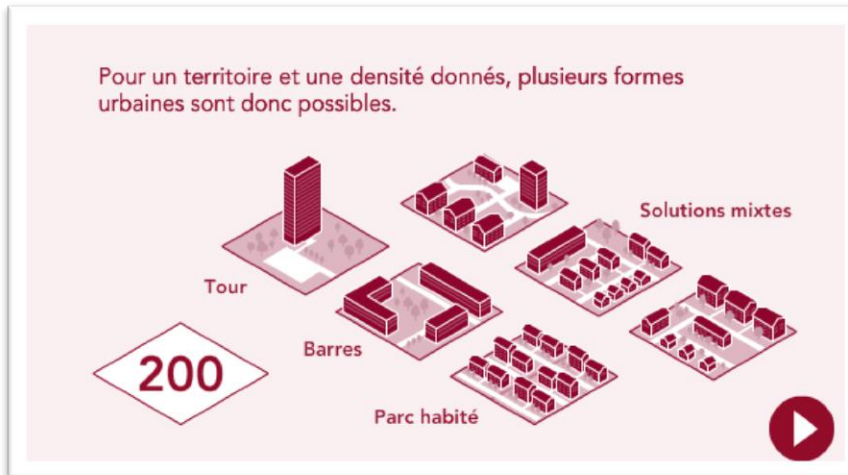 Pour un territoire et une densité donnés, plusieurs formes
urbaines sont donc possibles.
Solutions mixtes
Tour
Barres
200
Parc habité